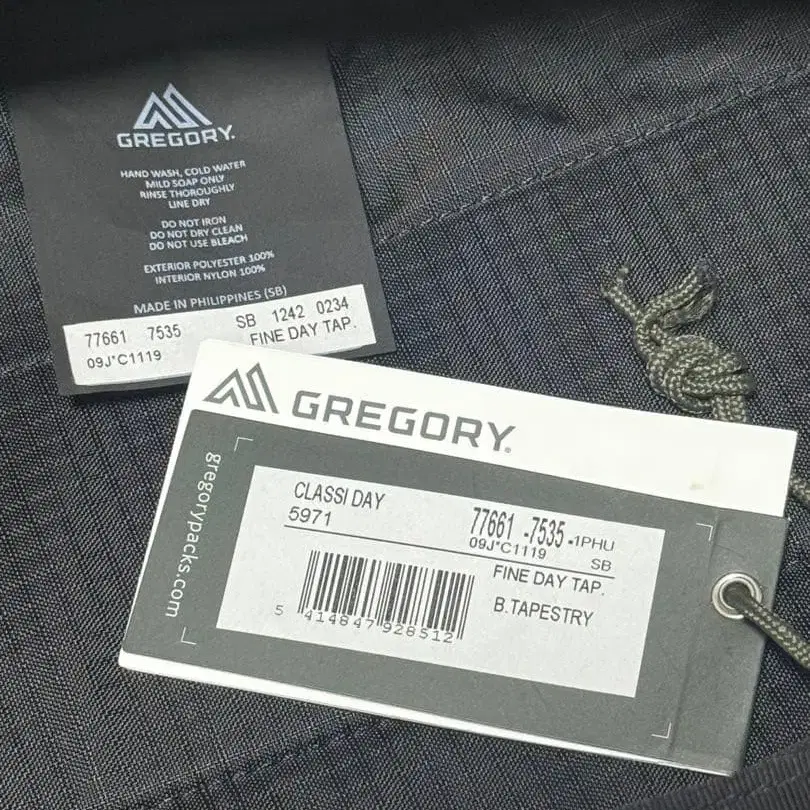 GREGORY.
HAND WASH, COLD WATER
MILD SOAP ONLY
RINSE THOROUGHLY
LINE DRY
DO NOT IRON
DO NOT DRY CLEAN
DO NOT USE BLEACH
EXTERIOR POLYESTER 100%
INTERIOR NYLON 100%
MADE IN PHILIPPINES (SB)
77661 7535 SB 1242 0234
09J*C1119 FINE DAY TAP.
GREGORY.
gregorypacks.com
CLASSI DAY 77661 -7535 -1PHU
5971 09J*C1119 SB
FINE DAY TAP.
B.TAPESTRY
5 414847 928512